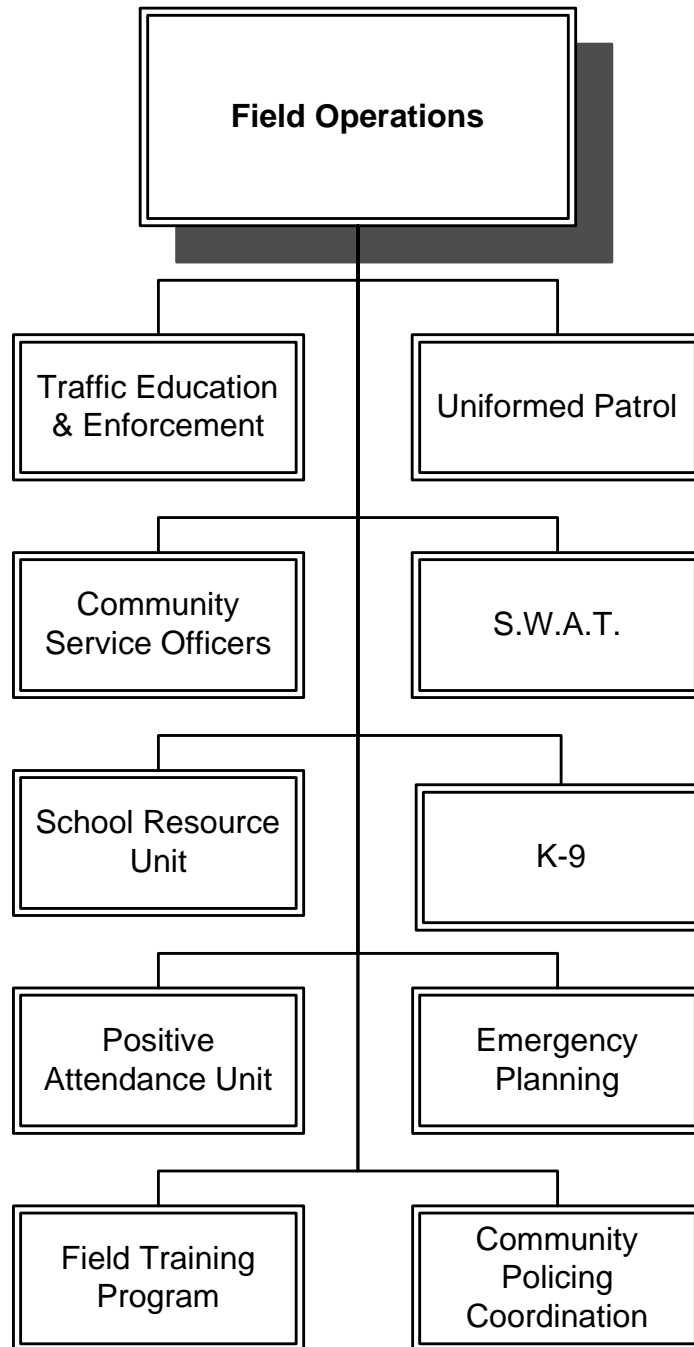 Field Operations
Traffic Education
& Enforcement
Uniformed Patrol
Community
Service Officers
S.W.A.T.
School Resource
Unit
K-9
Positive
Attendance Unit
Emergency
Planning
Field Training
Program
Community
Policing
Coordination